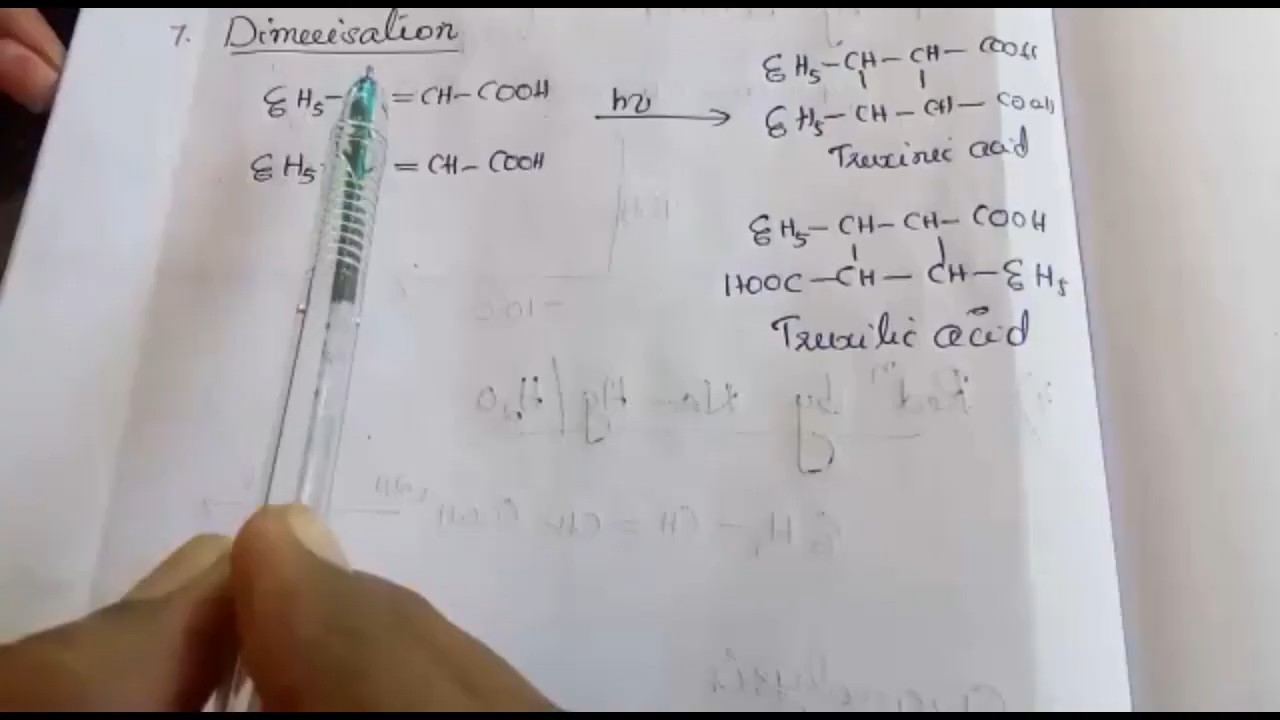 7. Dimerisation
C6H5- = CH-COOH hν → C6H5-CH-CH-COOH
C6H5 = CH-COOH C6H5-CH-CH-COOH
Truxinic acid
C6H5-CH-CH-COOH
HOOC-CH-CH-C6H5
Truxilic acid